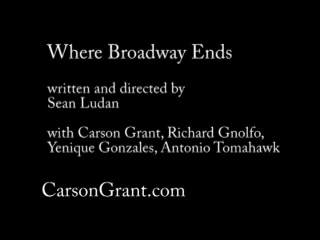 Where Broadway Ends
written and directed by
Sean Ludan
with Carson Grant, Richard Gnolfo,
Yenique Gonzales, Antonio Tomahawk
CarsonGrant.com